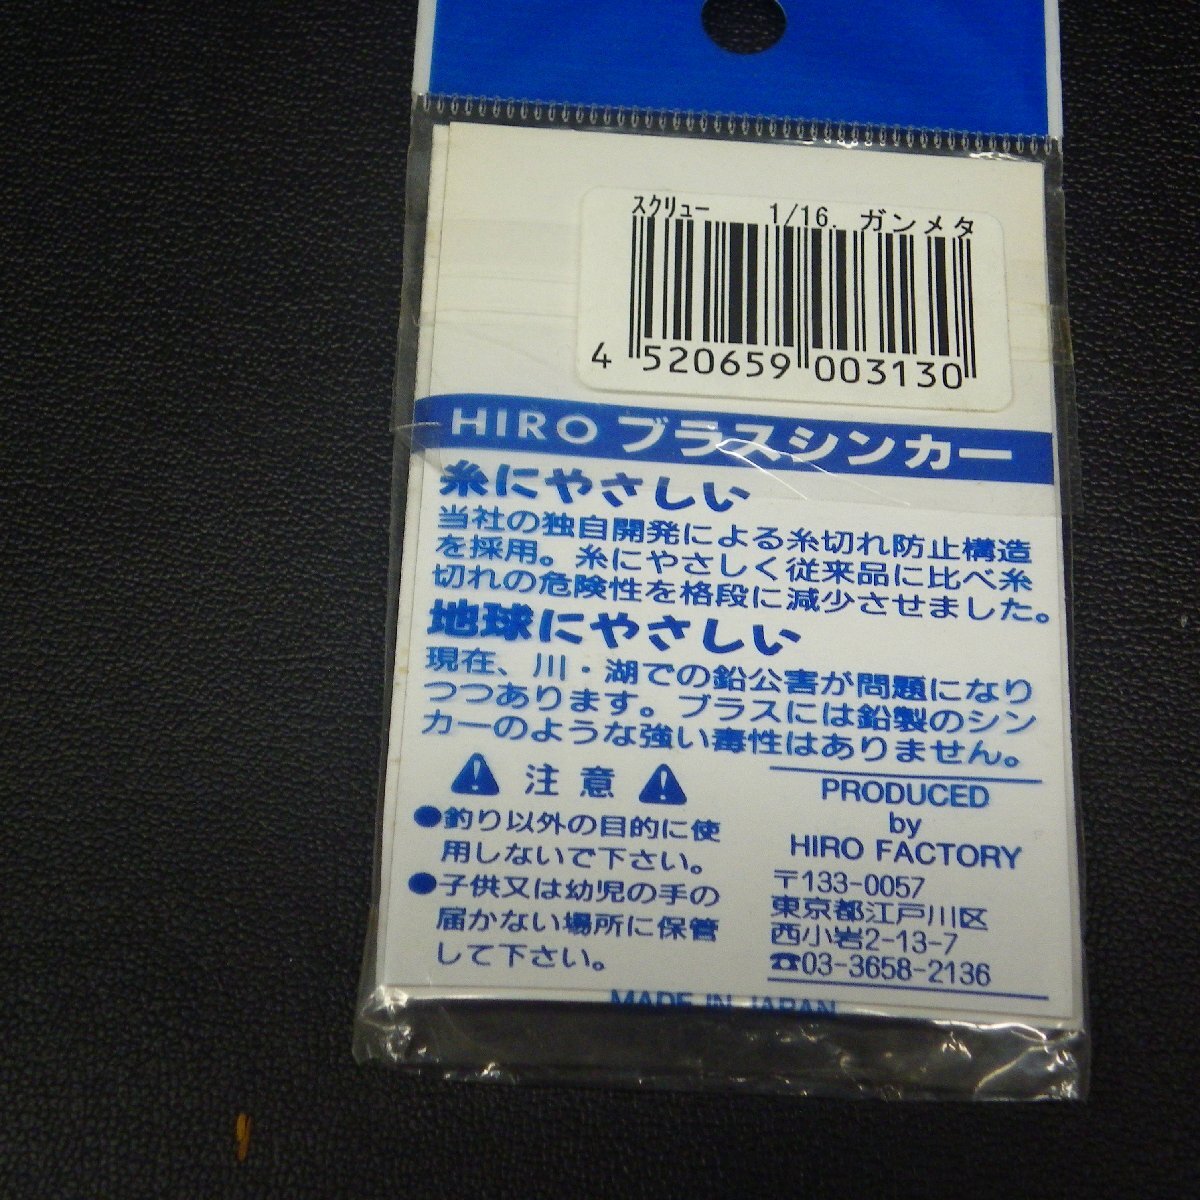 スクリュー 1/16. ガンメタ
4 520659 003130
HIRO ブラスシンカー
糸にやさしい
当社の独自開発による糸切れ防止構造
を採用。糸にやさしく従来品に比べ糸
切れの危険性を格段に減少させました。
地球にやさしい
現在、川・湖での鉛公害が問題になり
つつあります。ブラスには鉛製のシン
カーのような強い毒性はありません。
注意
●釣り以外の目的に使
用しないで下さい。
●子供又は幼児の手の
届かない場所に保管
して下さい。
PRODUCED
by
HIRO FACTORY
〒133-0057
東京都江戸川区
西小岩2-13-7
☎03-3658-2136
MADE IN JAPAN